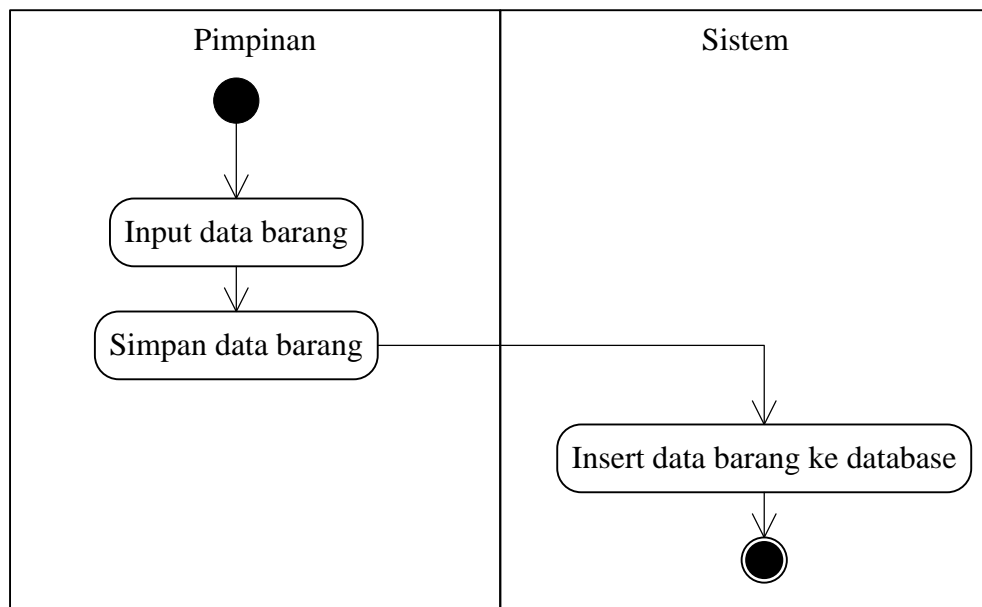 Pimpinan
Sistem
Input data barang
Simpan data barang
Insert data barang ke database